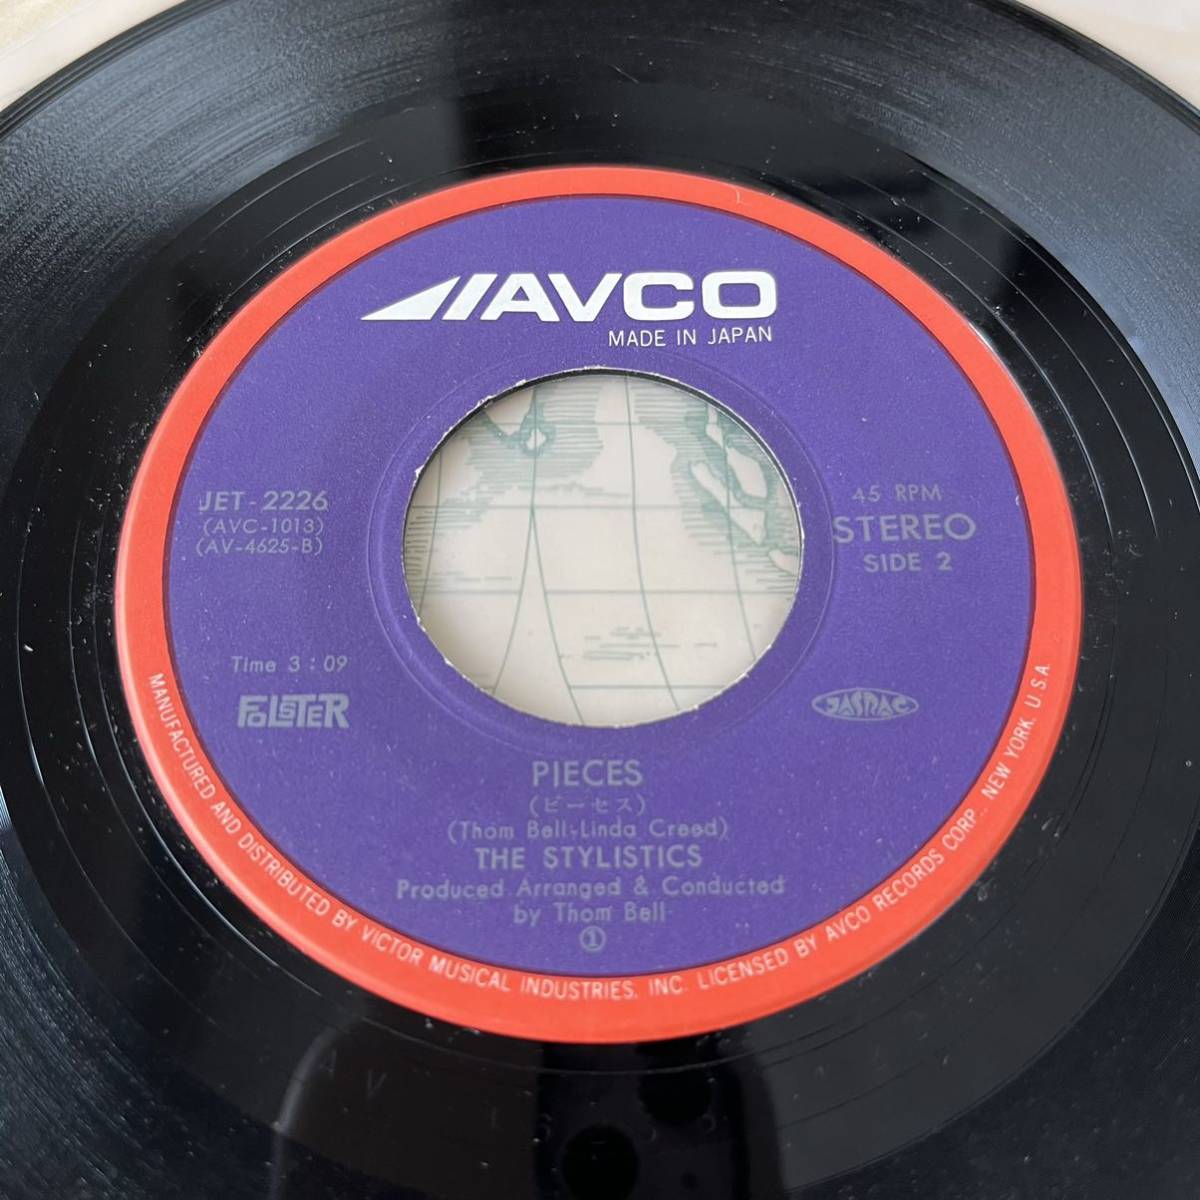 AVCO
MADE IN JAPAN
JET-2226
(AVC-1013)
(AV-4625-B)
45 RPM
STEREO
SIDE 2
Time 3:09
FOLSTER
JASRAC
PIECES
(ピーセス)
(Thom Bell-Linda Creed)
THE STYLISTICS
Produced Arranged & Conducted
by Thom Bell
①
MANUFACTURED AND DISTRIBUTED BY VICTOR MUSICAL INDUSTRIES, INC. LICENSED BY AVCO RECORDS CORP., NEW YORK, U.S.A.